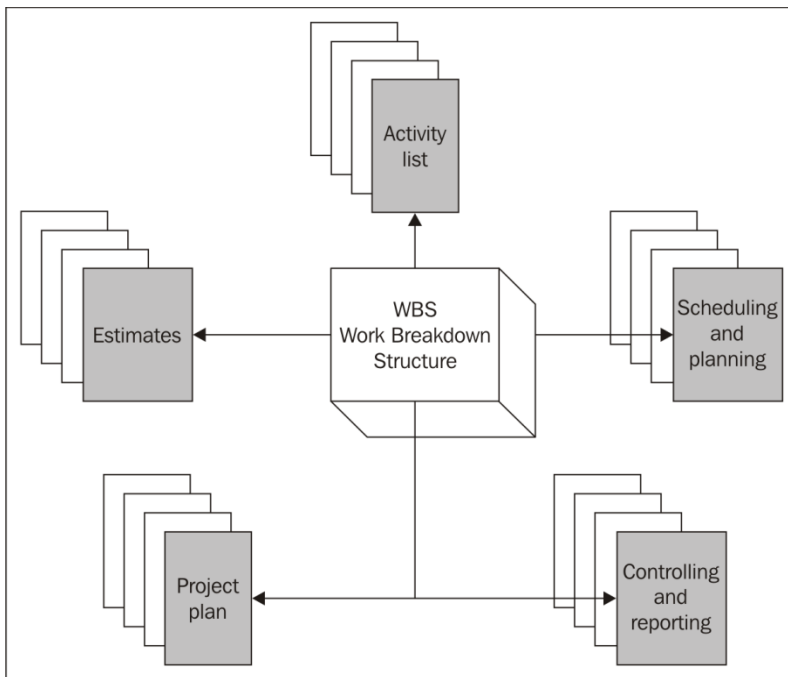 Activity
list
WBS
Work Breakdown
Structure
Estimates
Scheduling
and
planning
Project
plan
Controlling
and
reporting